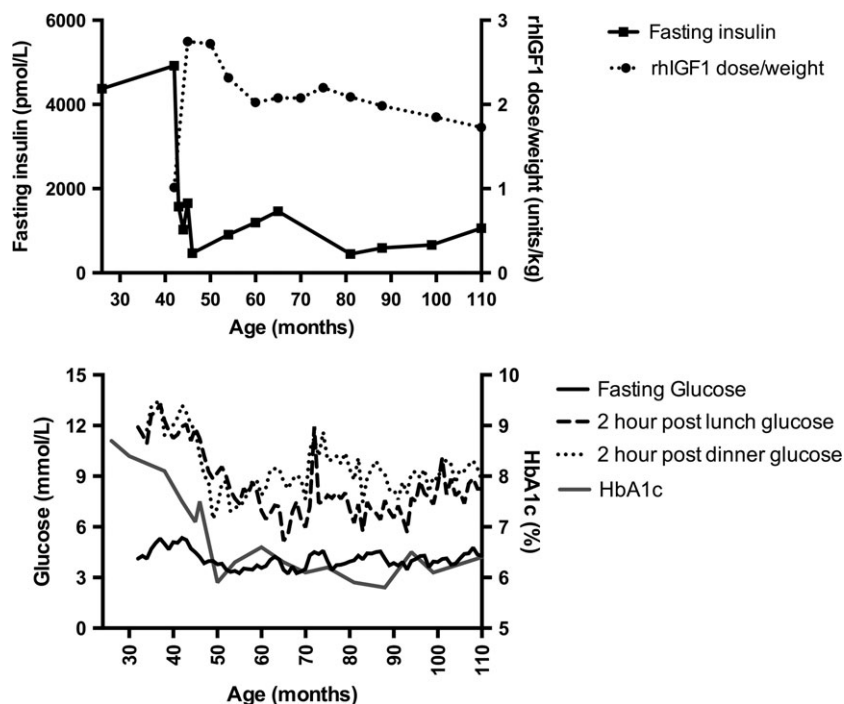 Fasting insulin (pmol/L)
6000
4000
2000
0
30 40 50 60 70 80 90 100 110
Age (months)
3
2
1
0
rhIGF1 dose/weight (units/kg)
Fasting insulin
rhIGF1 dose/weight
Glucose (mmol/L)
15
12
9
6
3
0
30 40 50 60 70 80 90 100 110
Age (months)
10
9
8
7
6
5
HbA1c (%)
Fasting Glucose
2 hour post lunch glucose
2 hour post dinner glucose
HbA1c